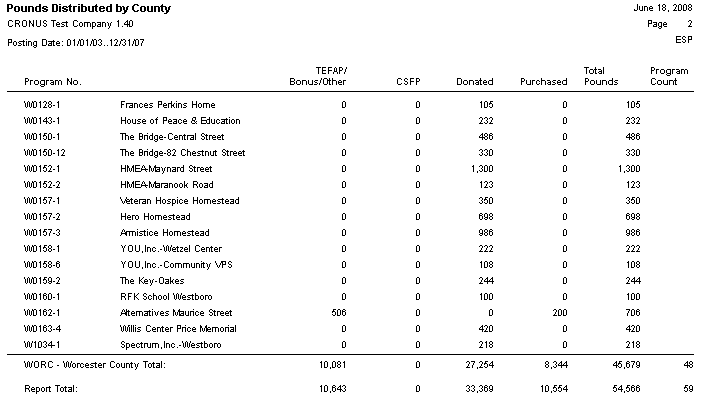 Pounds Distributed by County June 18, 2008
CRONUS Test Company 1.40 Page 2
Posting Date: 01/01/03..12/31/07 ESP
TEFAP/ Total Program
Program No. Bonus/Other CSFP Donated Purchased Pounds Count
W0128-1 Frances Perkins Home 0 0 105 0 105
W0143-1 House of Peace & Education 0 0 232 0 232
W0150-1 The Bridge-Central Street 0 0 486 0 486
W0150-12 The Bridge-82 Chestnut Street 0 0 330 0 330
W0152-1 HMEA-Maynard Street 0 0 1,300 0 1,300
W0152-2 HMEA-Maranook Road 0 0 123 0 123
W0157-1 Veteran Hospice Homestead 0 0 350 0 350
W0157-2 Hero Homestead 0 0 698 0 698
W0157-3 Armistice Homestead 0 0 986 0 986
W0158-1 YOU,Inc.-Wetzel Center 0 0 222 0 222
W0158-6 YOU,Inc.-Community VPS 0 0 108 0 108
W0159-2 The Key-Oakes 0 0 244 0 244
W0160-1 RFK School Westboro 0 0 100 0 100
W0162-1 Alternatives Maurice Street 506 0 0 200 706
W0163-4 Willis Center Price Memorial 0 0 420 0 420
W1034-1 Spectrum,Inc.-Westboro 0 0 218 0 218
WORC - Worcester County Total: 10,081 0 27,254 8,344 45,679 48
Report Total: 10,643 0 33,369 10,554 54,566 59